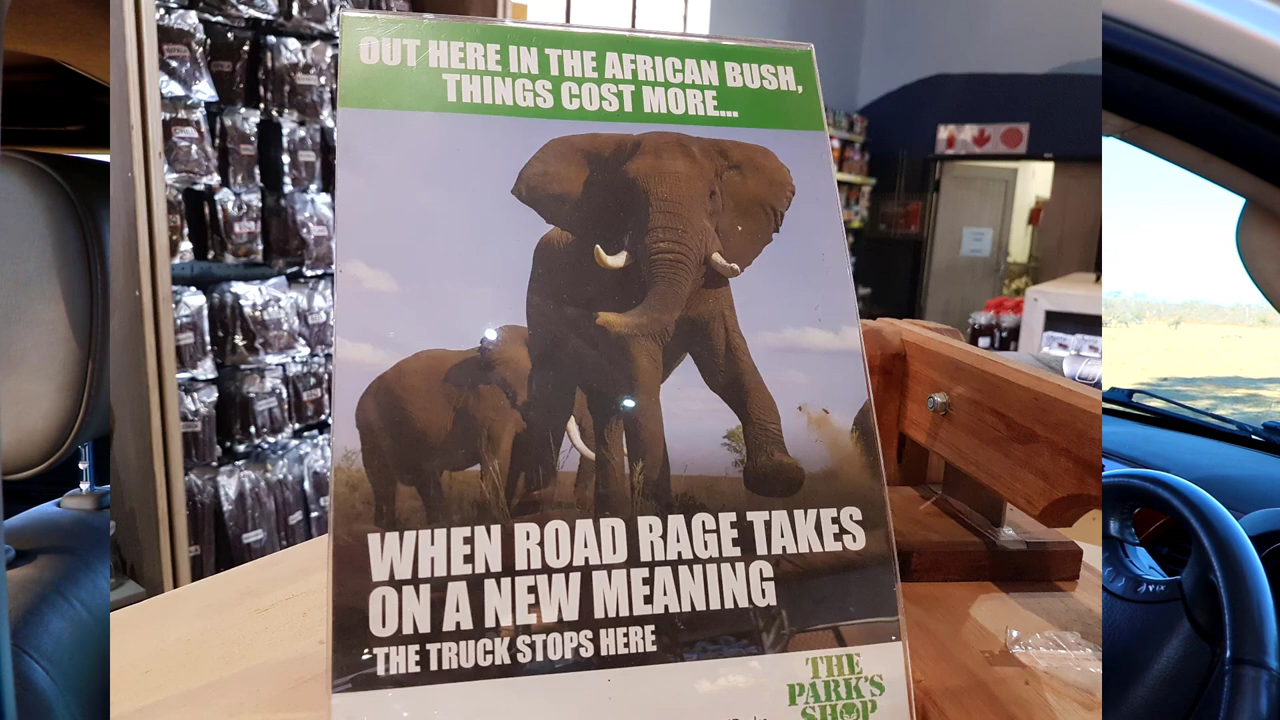 OUT HERE IN THE AFRICAN BUSH,
THINGS COST MORE...
WHEN ROAD RAGE TAKES
ON A NEW MEANING
THE TRUCK STOPS HERE
THE
PARK'S
SHOP